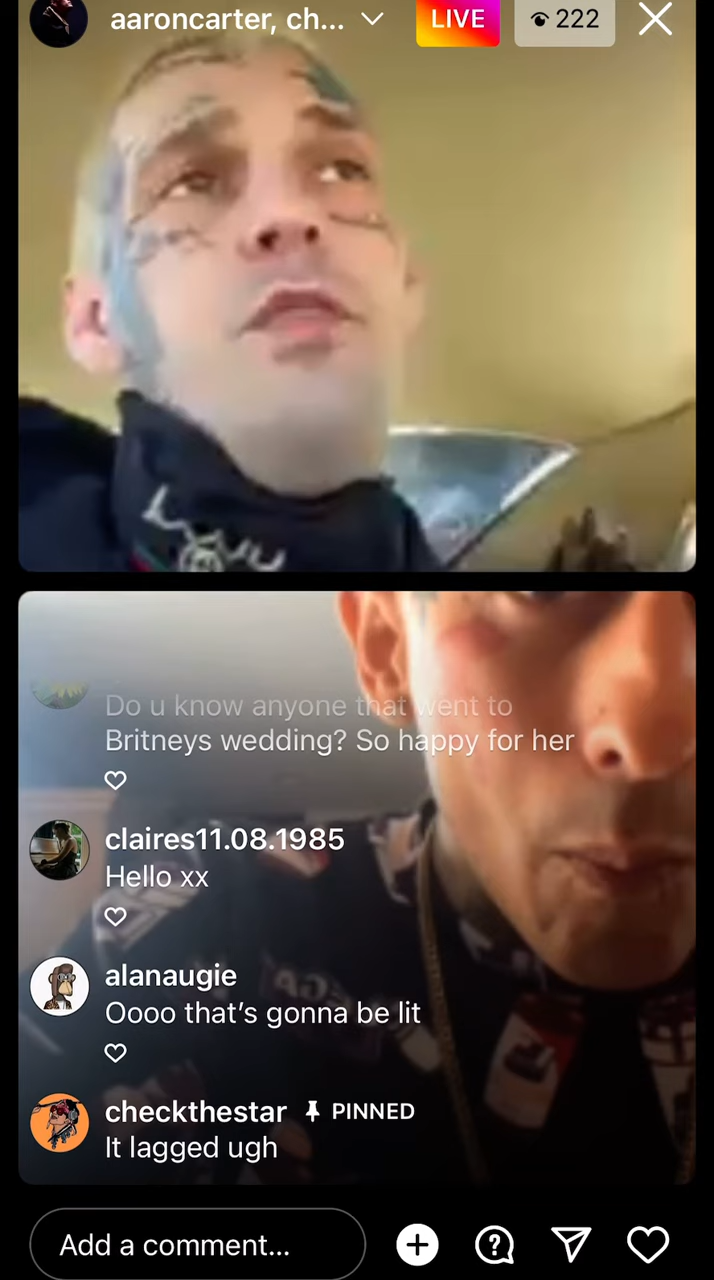 aaroncarter, ch...
LIVE
222
Do u know anyone that went to
Britneys wedding? So happy for her
claires11.08.1985
Hello xx
alanaugie
Oooo that's gonna be lit
checkthestar PINNED
It lagged ugh
Add a comment...